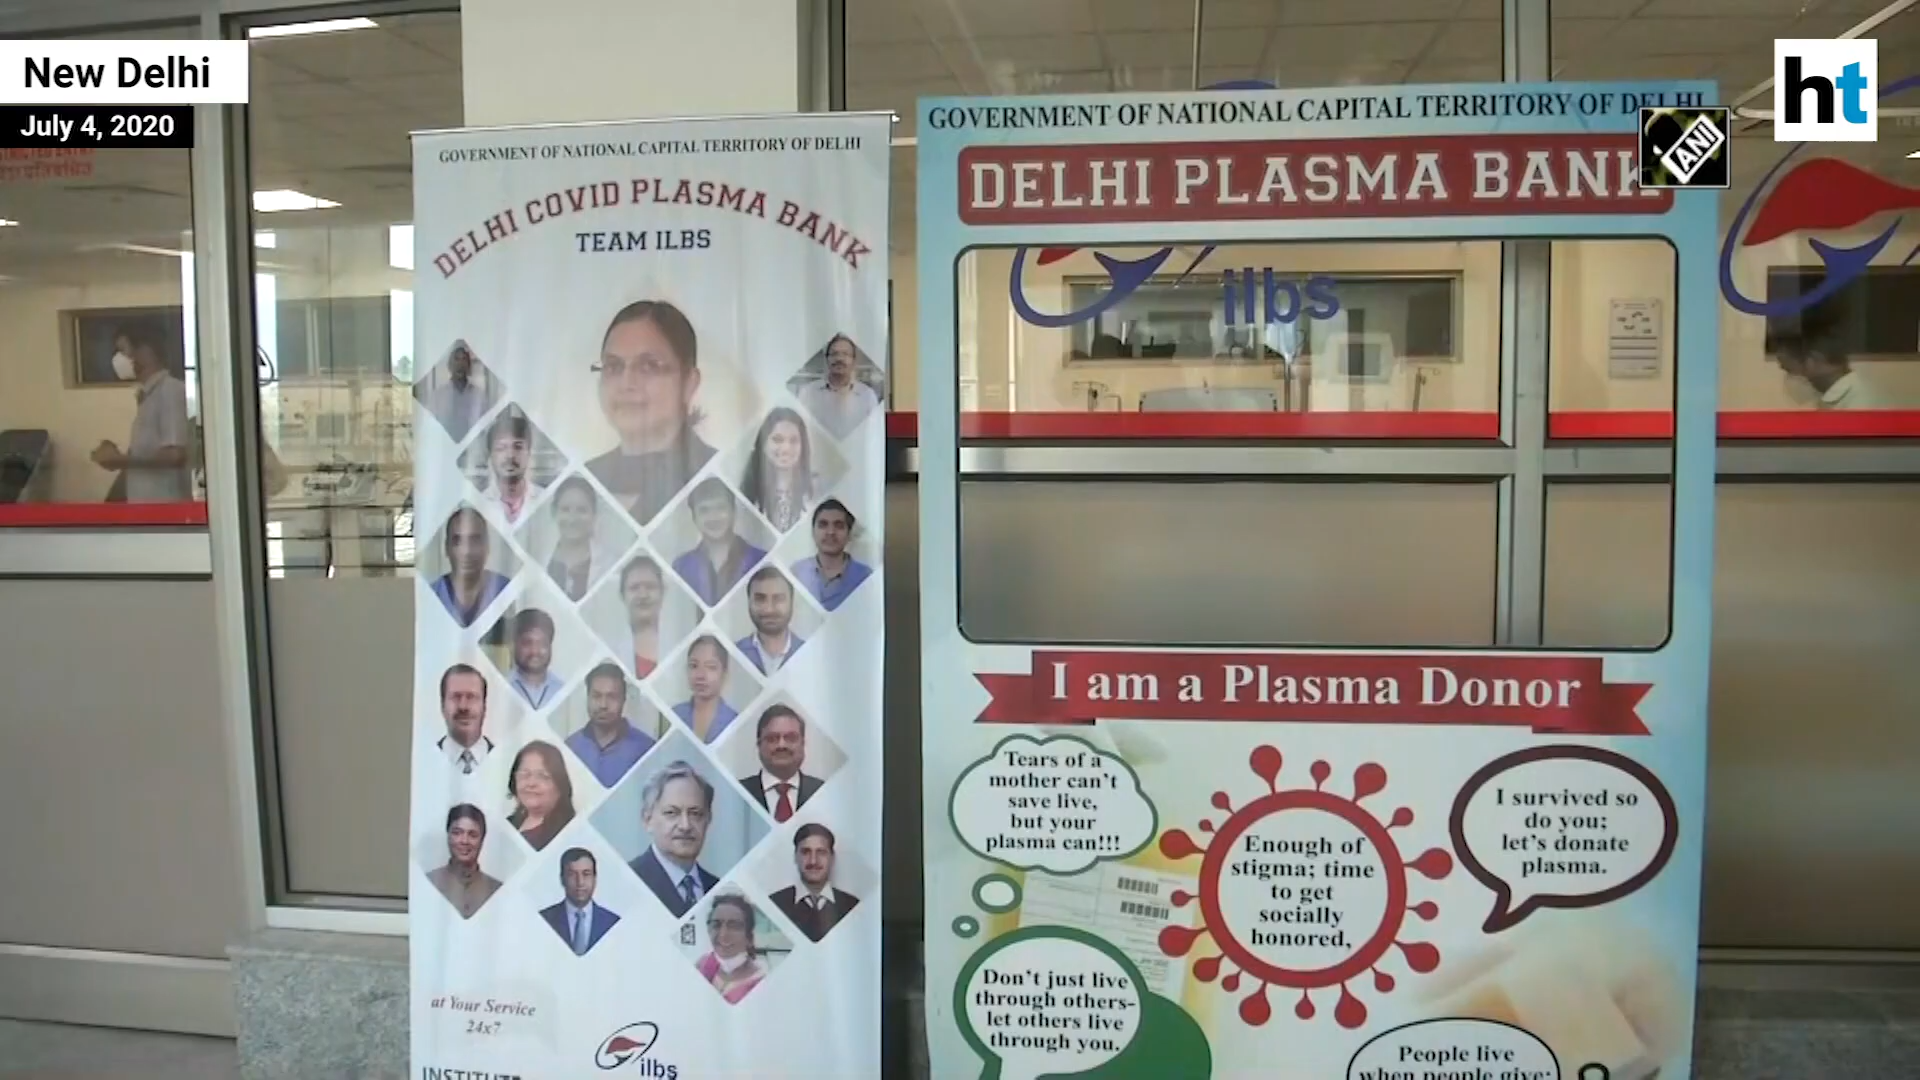 New Delhi
July 4, 2020
ht
ANI
GOVERNMENT OF NATIONAL CAPITAL TERRITORY OF DELHI
DELHI COVID PLASMA BANK
TEAM ILBS
at Your Service
24x7
ilbs
INSTITUTE
GOVERNMENT OF NATIONAL CAPITAL TERRITORY OF DELHI
DELHI PLASMA BANK
ilbs
I am a Plasma Donor
Tears of a
mother can't
save live,
but your
plasma can!!!
Enough of
stigma; time
to get
socially
honored,
I survived so
do you;
let's donate
plasma.
Don't just live
through others-
let others live
through you.
People live
when people give;